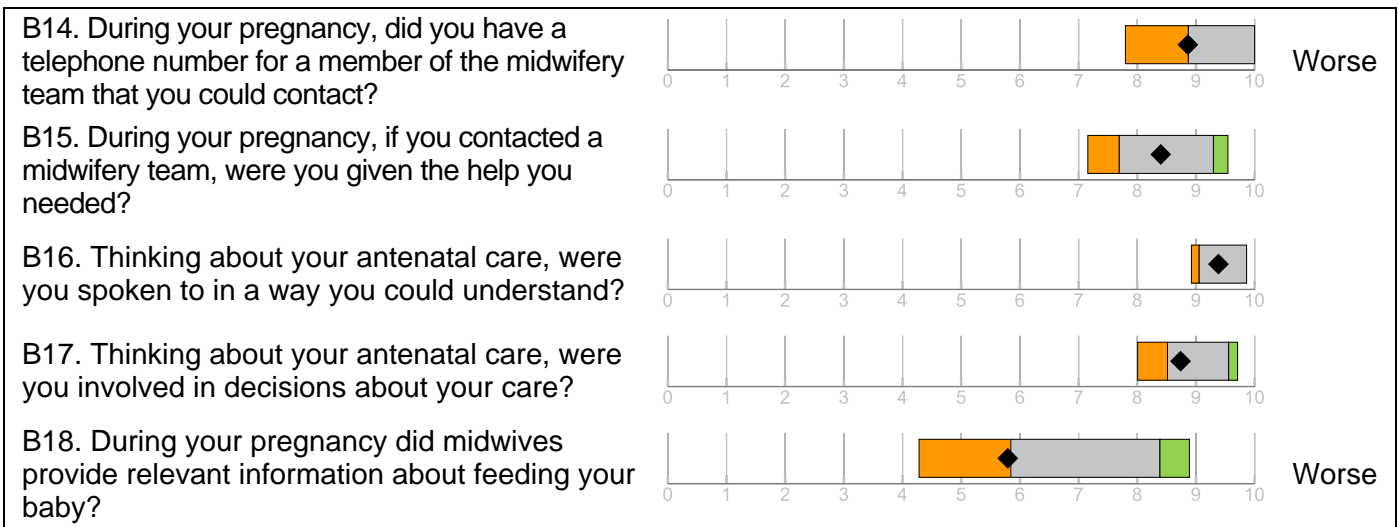 B14. During your pregnancy, did you have a
telephone number for a member of the midwifery
team that you could contact?
0 1 2 3 4 5 6 7 8 9 10
Worse
B15. During your pregnancy, if you contacted a
midwifery team, were you given the help you
needed?
0 1 2 3 4 5 6 7 8 9 10
B16. Thinking about your antenatal care, were
you spoken to in a way you could understand?
0 1 2 3 4 5 6 7 8 9 10
B17. Thinking about your antenatal care, were
you involved in decisions about your care?
0 1 2 3 4 5 6 7 8 9 10
B18. During your pregnancy did midwives
provide relevant information about feeding your
baby?
0 1 2 3 4 5 6 7 8 9 10
Worse